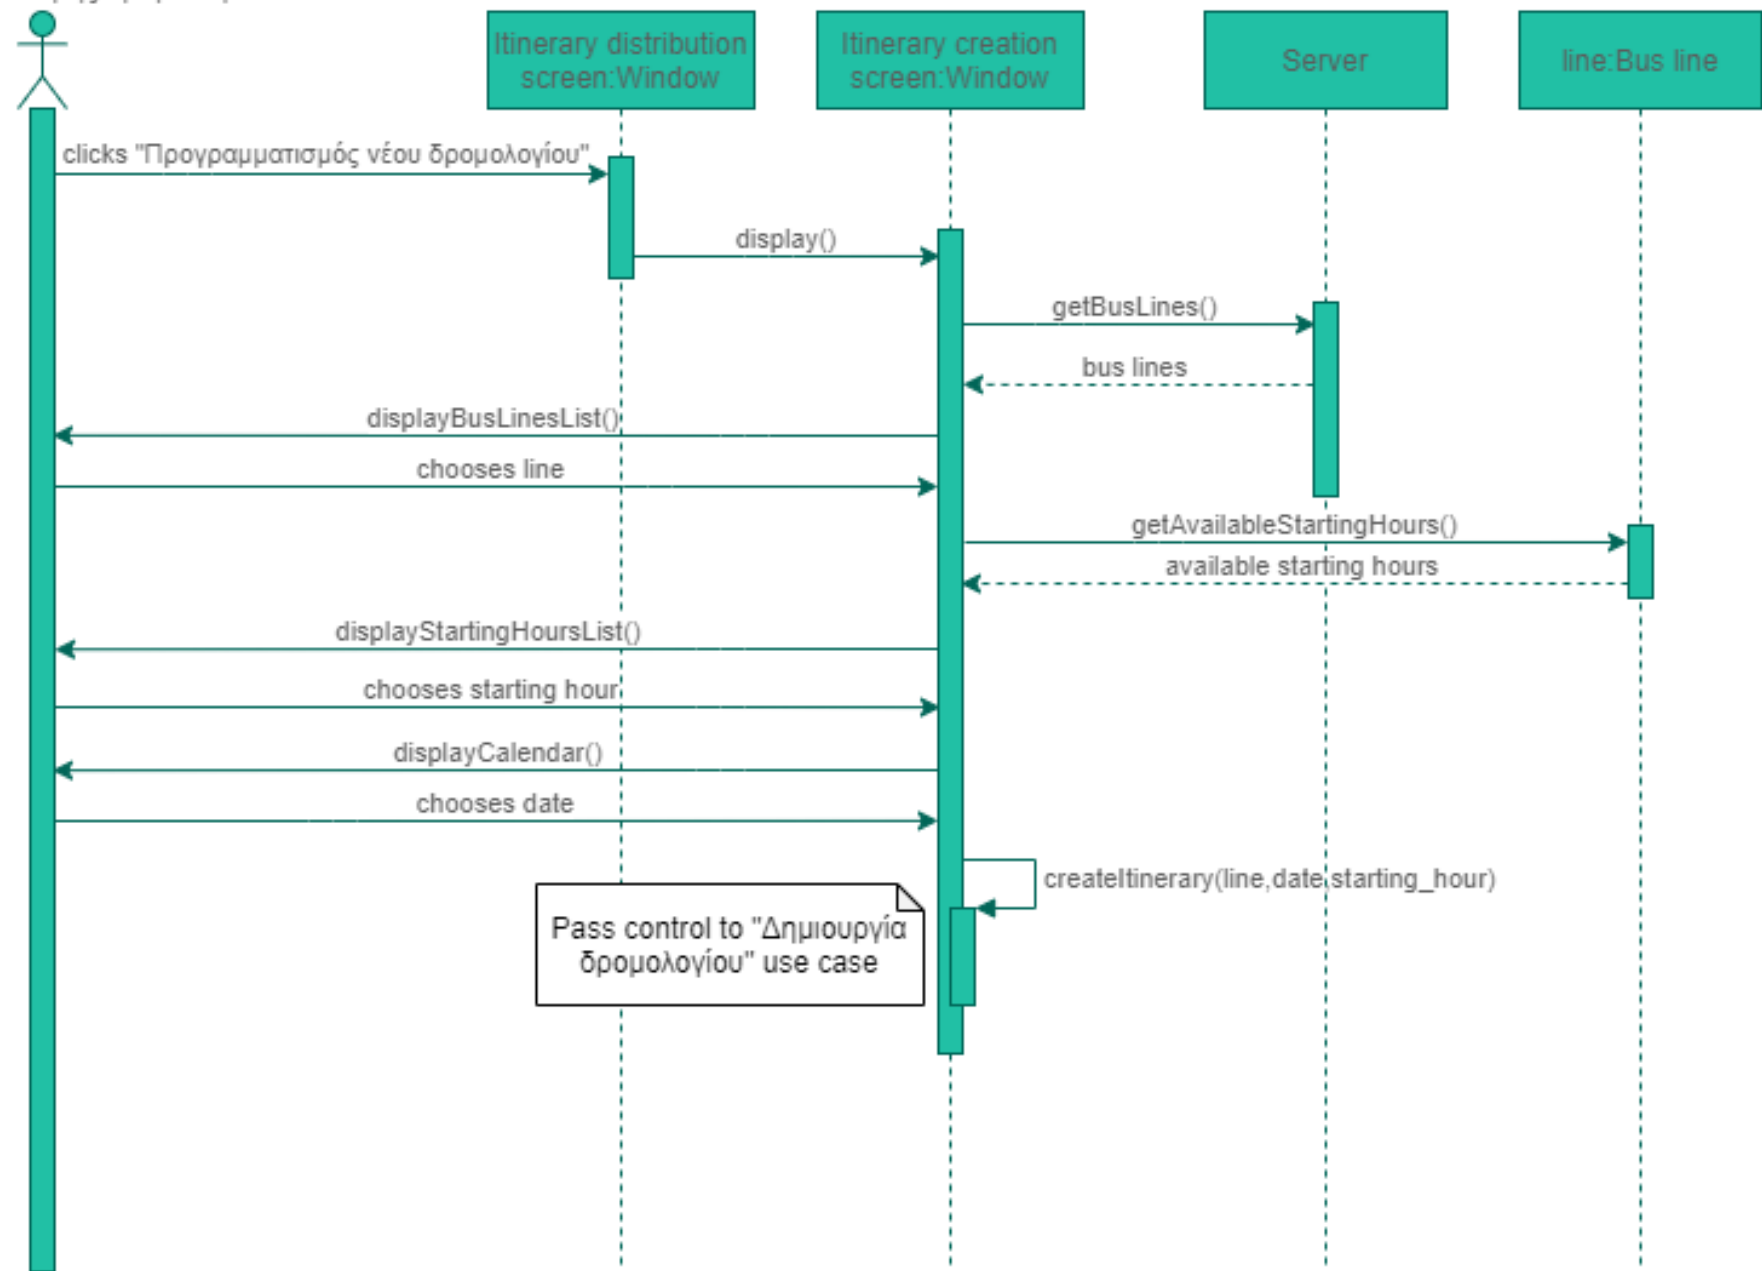 Itinerary distribution
screen:Window
Itinerary creation
screen:Window
Server
line:Bus line
clicks "Προγραμματισμός νέου δρομολογίου"
display()
getBusLines()
bus lines
displayBusLinesList()
chooses line
getAvailableStartingHours()
available starting hours
displayStartingHoursList()
chooses starting hour
displayCalendar()
chooses date
createItinerary(line,date,starting_hour)
Pass control to "Δημιουργία
δρομολογίου" use case